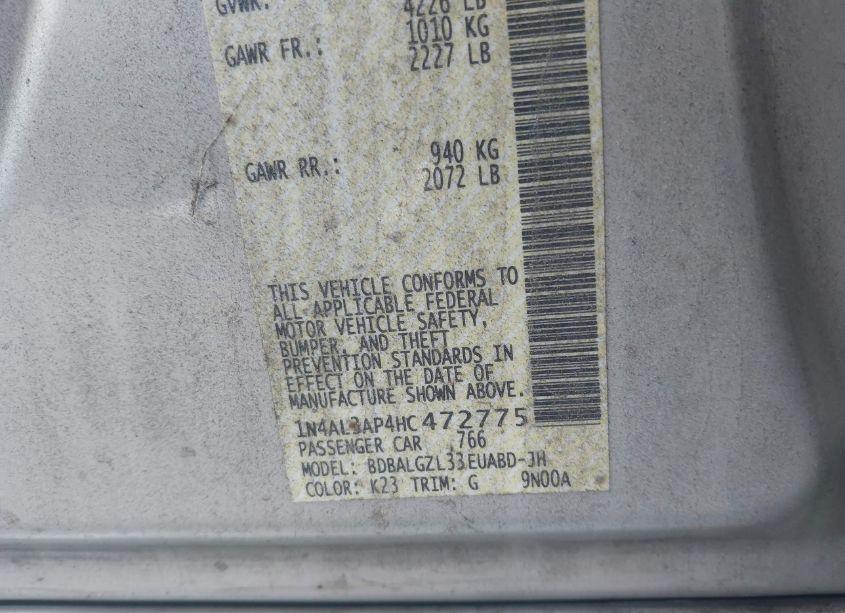 GVWR: 4226 LB
1010 KG
GAWR FR.: 2227 LB
940 KG
GAWR RR.: 2072 LB
THIS VEHICLE CONFORMS TO
ALL APPLICABLE FEDERAL
MOTOR VEHICLE SAFETY,
BUMPER, AND THEFT
PREVENTION STANDARDS IN
EFFECT ON THE DATE OF
MANUFACTURE SHOWN ABOVE.
1N4AL3AP4HC472775
PASSENGER CAR 766
MODEL: BDBALGZL33EUABD-JH
COLOR: K23 TRIM: G 9N00A